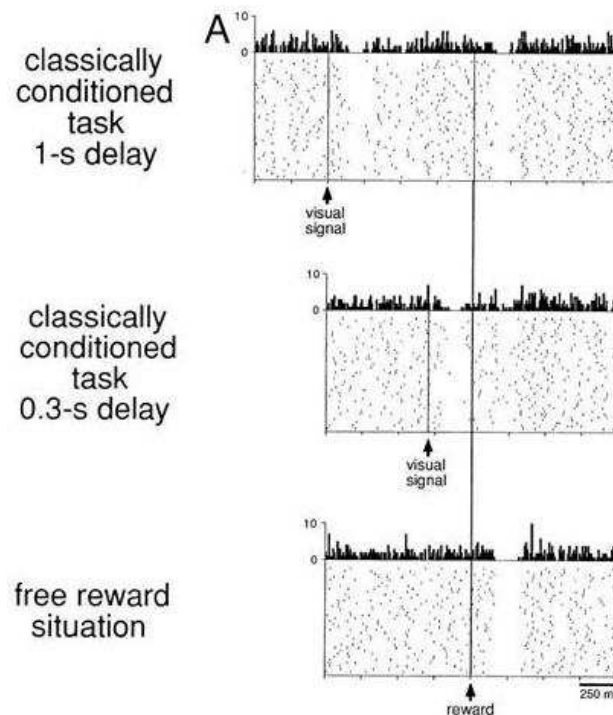 A
10
0
classically
conditioned
task
1-s delay
visual
signal
10
0
classically
conditioned
task
0.3-s delay
visual
signal
10
0
free reward
situation
250 m
reward